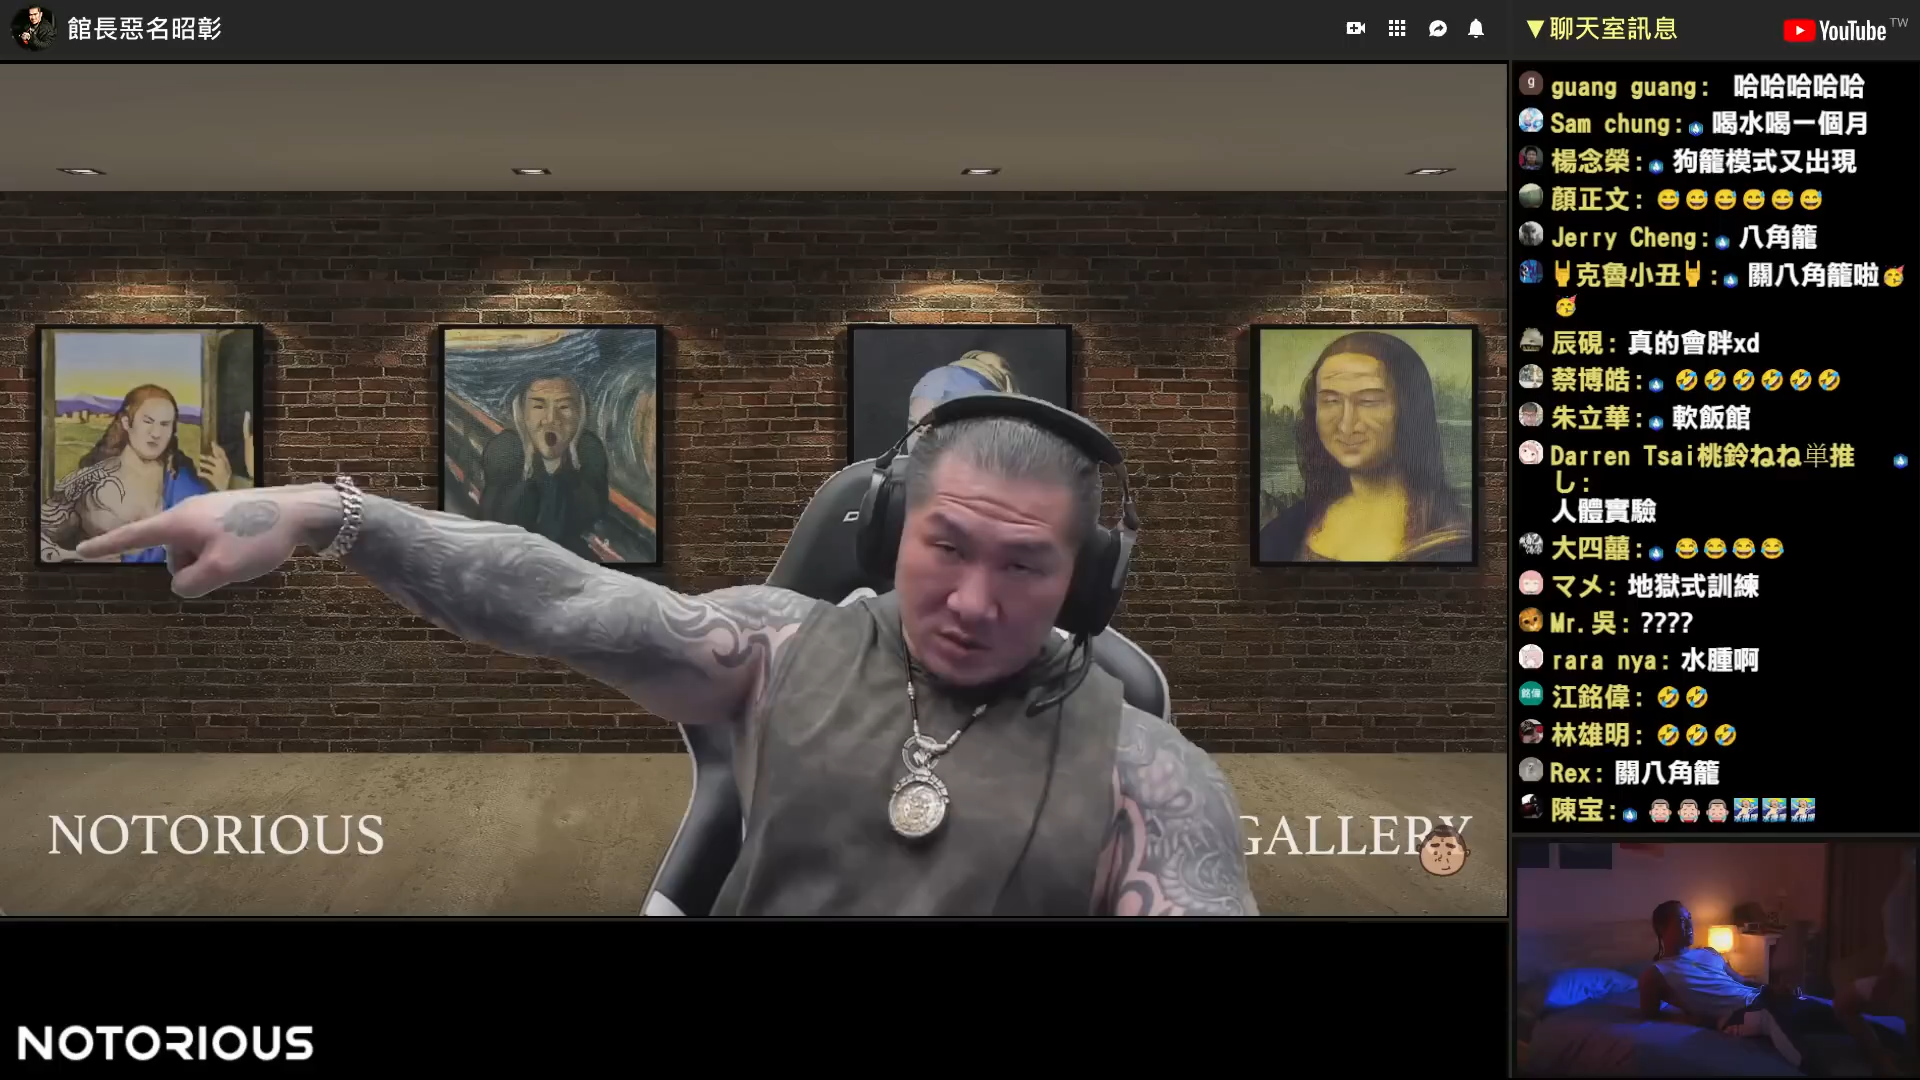 館長惡名昭彰
▼聊天室訊息
YouTube TW
g
guang guang: 哈哈哈哈哈
Sam chung: 喝水喝一個月
楊念榮: 狗籠模式又出現
顏正文: 😅😅😅😅😅😅
Jerry Cheng: 八角籠
🤘克魯小丑🤘: 關八角籠啦🥳
🥳
辰硯: 真的會胖xd
蔡博皓: 🤣🤣🤣🤣🤣🤣
朱立華: 軟飯館
Darren Tsai桃鈴ねね単推
し:
人體實驗
大四囍: 😂😂😂😂
マメ: 地獄式訓練
Mr.吳: ????
rara nya: 水腫啊
銘偉
江銘偉: 🤣🤣
林雄明: 🤣🤣🤣
Rex: 關八角籠
陳宝:
NOTORIOUS
GALLERY
NOTORIOUS